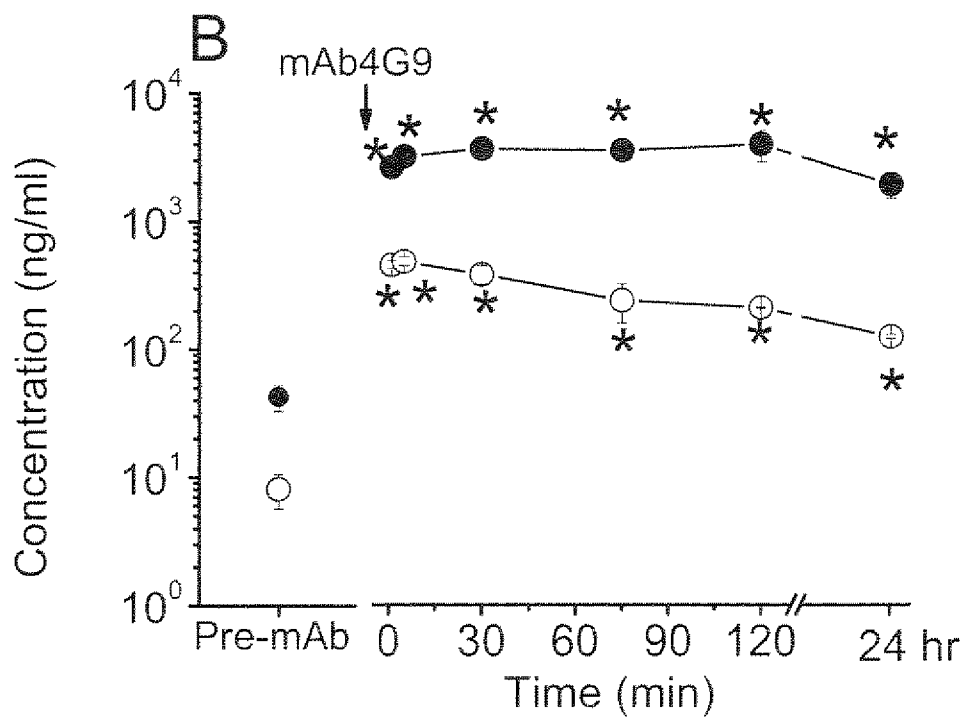 B
mAb4G9
Concentration (ng/ml)
10⁴
10³
10²
10¹
10⁰
* * * * * *
* * * * * *
Pre-mAb 0 30 60 90 120 24 hr
Time (min)